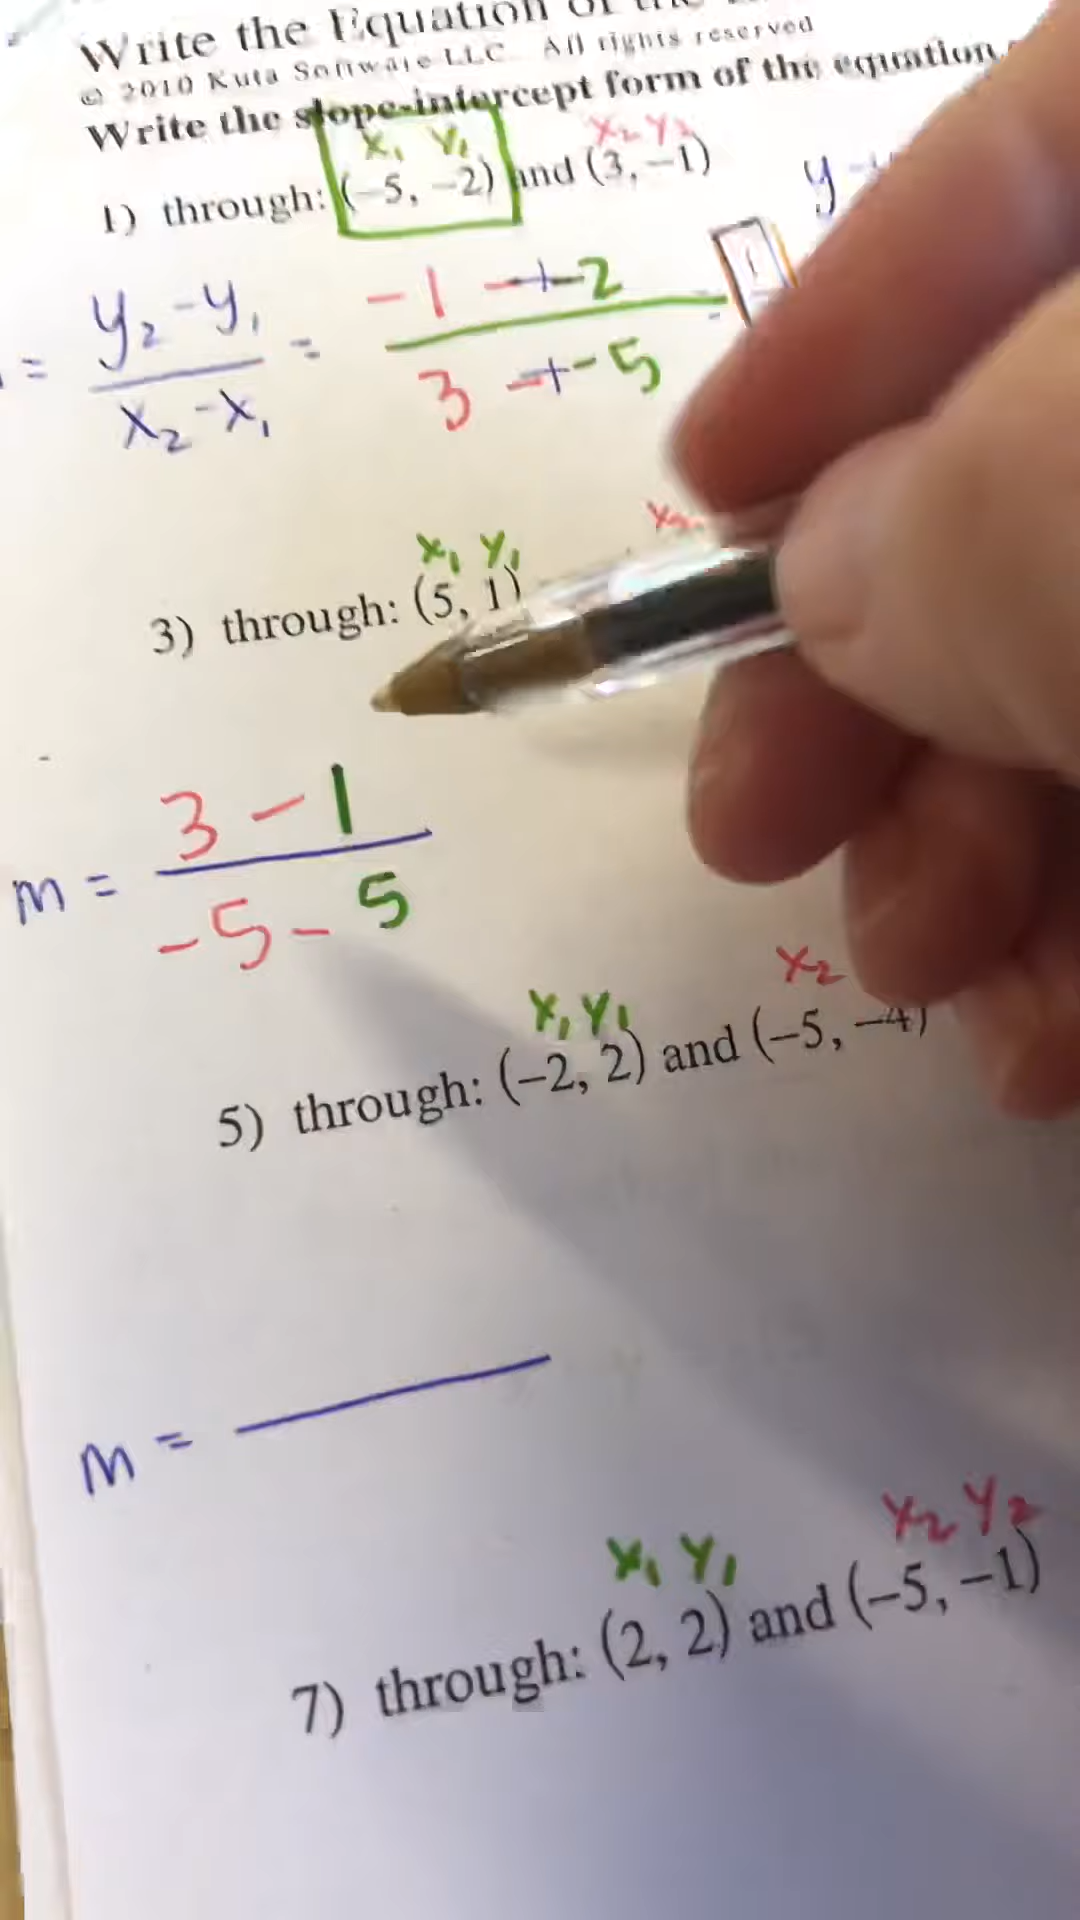 Write the Equation of the
© 2010 Kuta Software LLC. All rights reserved
Write the slope-intercept form of the equation
x₁ y₁ x₂ y₂
1) through: (−5, −2) and (3, −1)
y
= y₂ - y₁ / x₂ - x₁ = -1 -+-2 / 3 -+-5 =
x₁ y₁ x₂
3) through: (5, 1)
m = 3 - 1 / -5 - 5
x₁ y₁ x₂
5) through: (−2, 2) and (−5, −4)
m =
x₁ y₁ x₂ y₂
7) through: (2, 2) and (−5, −1)